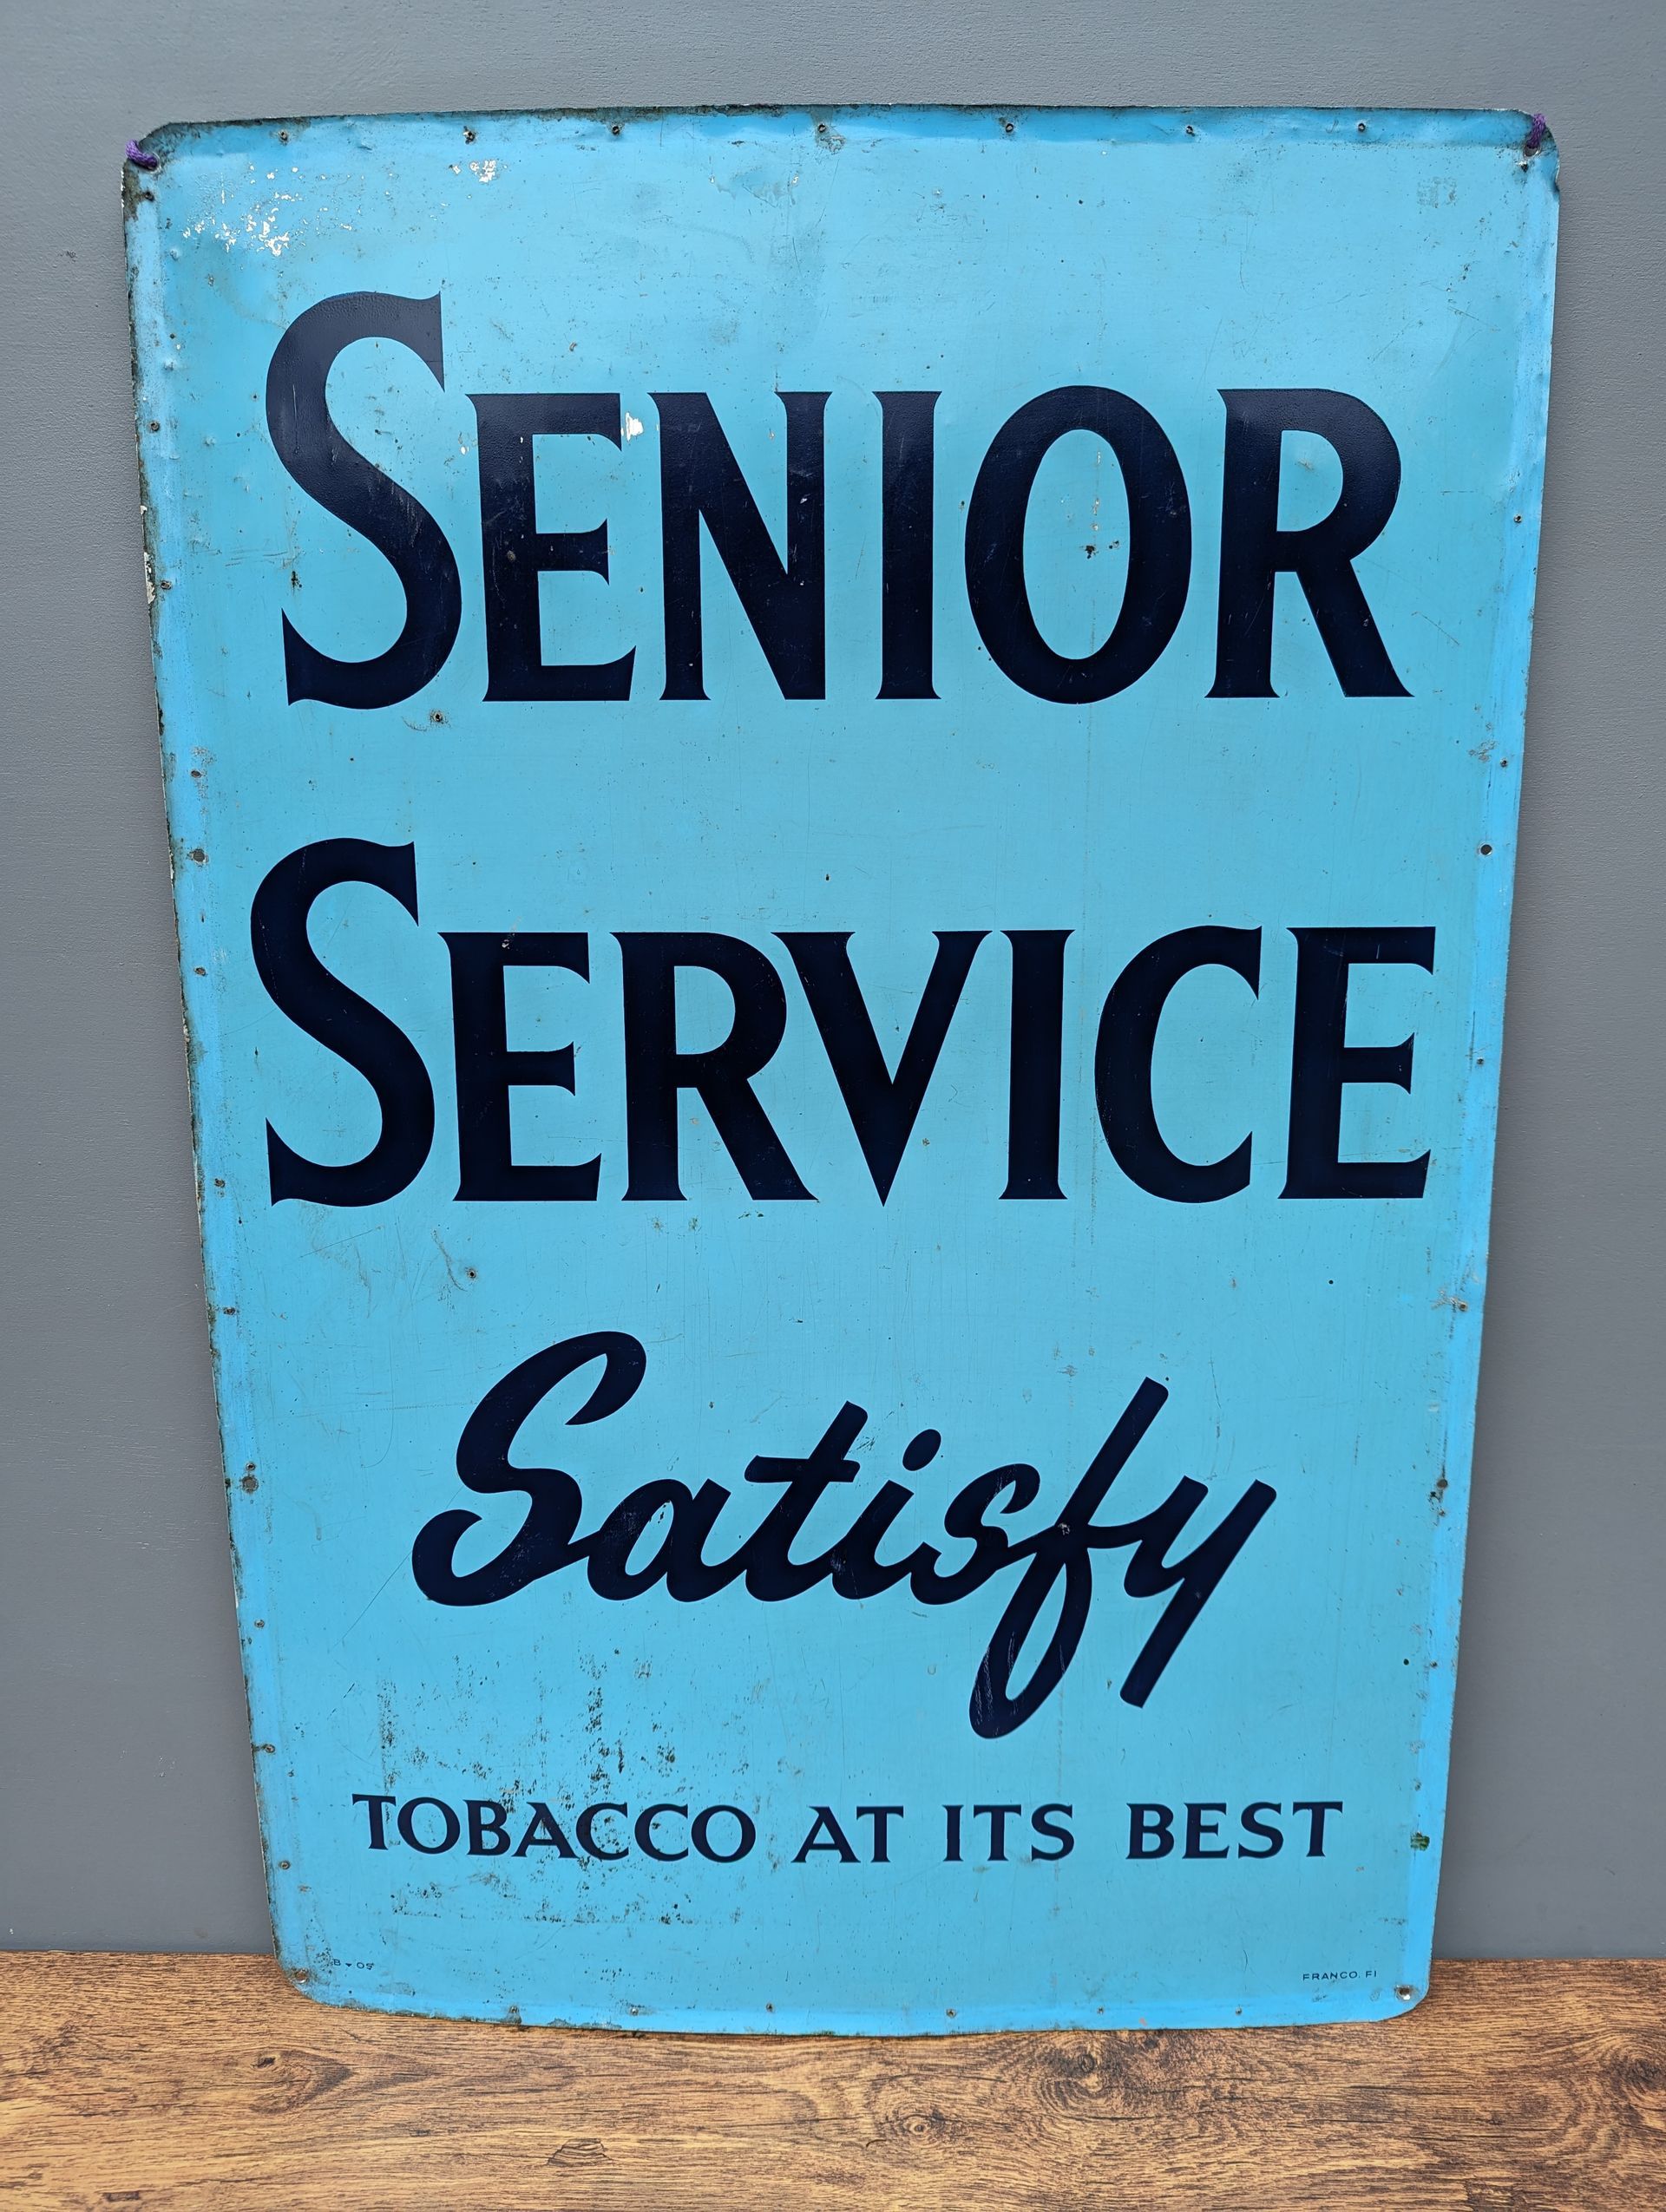 SENIOR
SERVICE
Satisfy
TOBACCO AT ITS BEST
FRANCO. FI